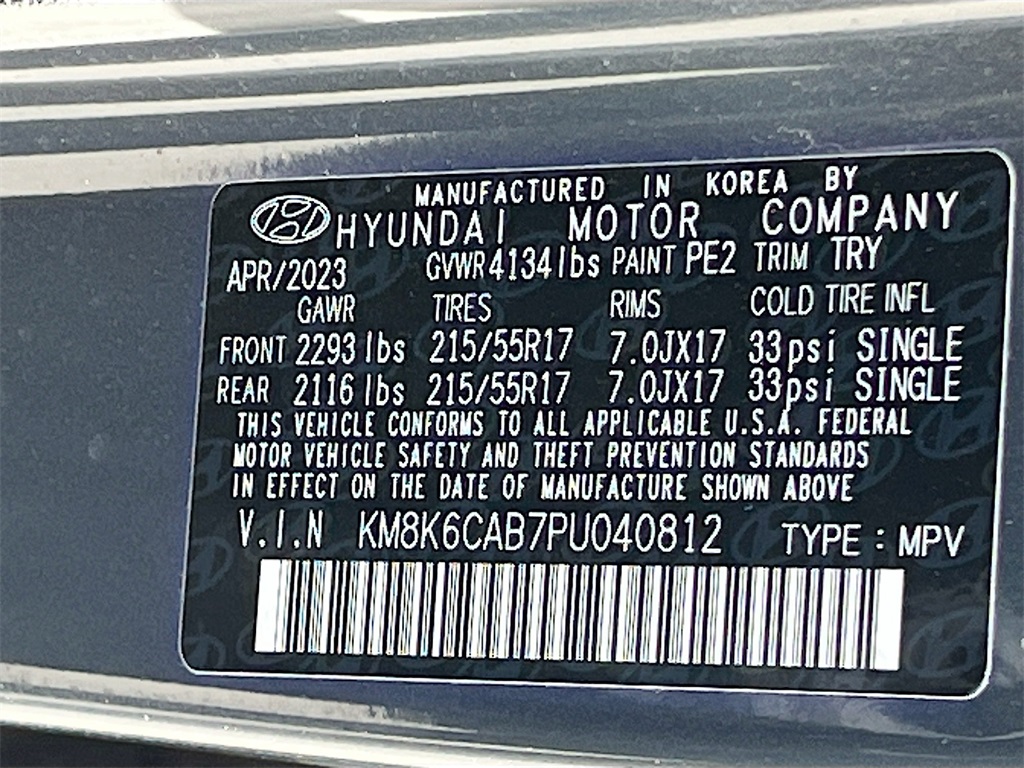 MANUFACTURED IN KOREA BY
HYUNDAI MOTOR COMPANY
APR/2023 GVWR 4134lbs PAINT PE2 TRIM TRY
GAWR TIRES RIMS COLD TIRE INFL
FRONT 2293lbs 215/55R17 7.0JX17 33psi SINGLE
REAR 2116lbs 215/55R17 7.0JX17 33psi SINGLE
THIS VEHICLE CONFORMS TO ALL APPLICABLE U.S.A. FEDERAL
MOTOR VEHICLE SAFETY AND THEFT PREVENTION STANDARDS
IN EFFECT ON THE DATE OF MANUFACTURE SHOWN ABOVE
V.I.N KM8K6CAB7PU040812 TYPE : MPV